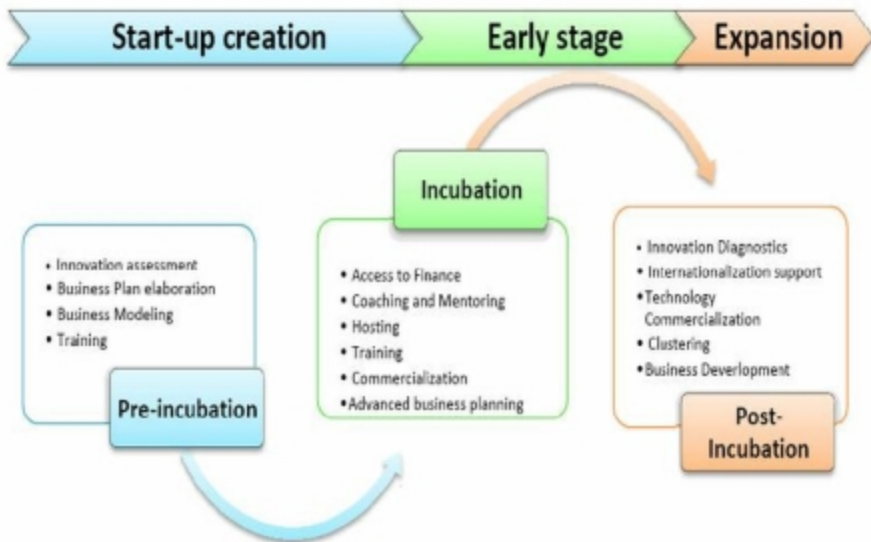 Start-up creation
Early stage
Expansion
• Innovation assessment
• Business Plan elaboration
• Business Modeling
• Training
Pre-incubation
Incubation
• Access to Finance
• Coaching and Mentoring
• Hosting
• Training
• Commercialization
• Advanced business planning
• Innovation Diagnostics
• Internationalization support
• Technology
Commercialization
• Clustering
• Business Deverlopment
Post-
Incubation